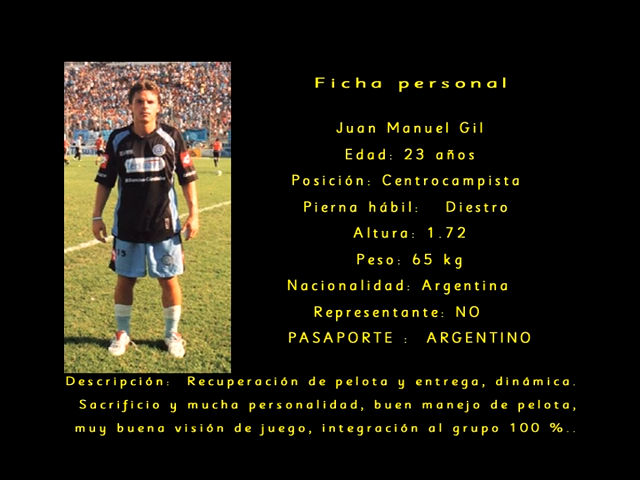 Ficha personal
Juan Manuel Gil
Edad: 23 años
Posición: Centrocampista
Pierna hábil: Diestro
Altura: 1.72
Peso: 65 kg
Nacionalidad: Argentina
Representante: NO
PASAPORTE : ARGENTINO
Descripción: Recuperación de pelota y entrega, dinámica.
Sacrificio y mucha personalidad, buen manejo de pelota,
muy buena visión de juego, integración al grupo 100 %..